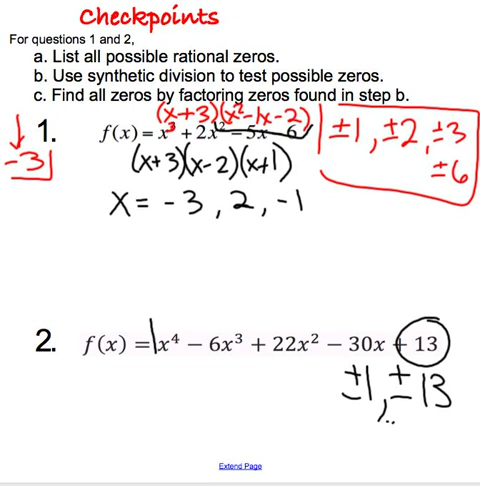 Checkpoints
For questions 1 and 2,
a. List all possible rational zeros.
b. Use synthetic division to test possible zeros.
c. Find all zeros by factoring zeros found in step b.
(x+3)(x²-1x-2)
↓ 1. f(x) = x³ + 2x² – 5x – 6 | ±1, ±2, ±3
-3| (x+3)(x-2)(x+1) ±6
x = -3, 2, -1
2. f(x) = 1x⁴ − 6x³ + 22x² − 30x + 13
±1, ±13
Extend Page